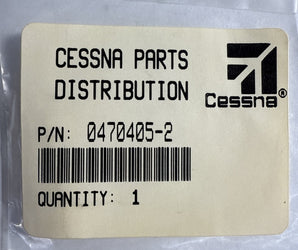 CESSNA PARTS
DISTRIBUTION
Cessna®
P/N: 0470405-2
QUANTITY: 1